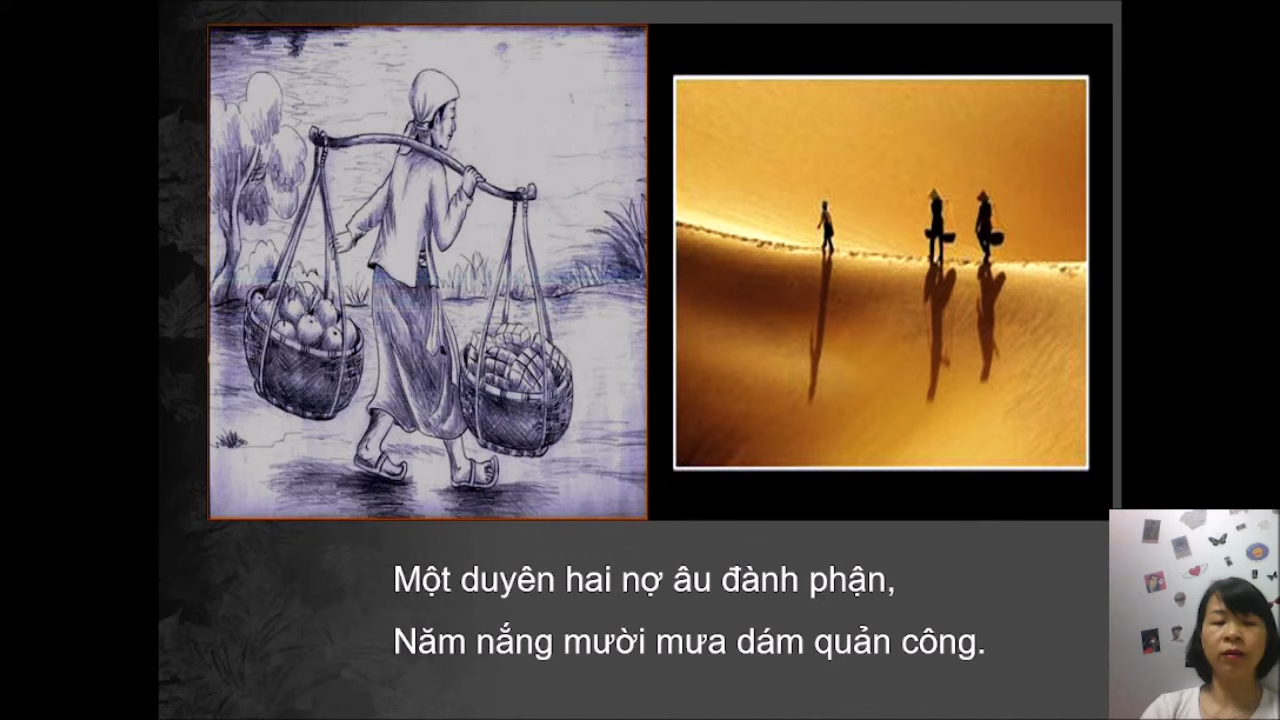 Một duyên hai nợ âu đành phận,
Năm nắng mười mưa dám quản công.